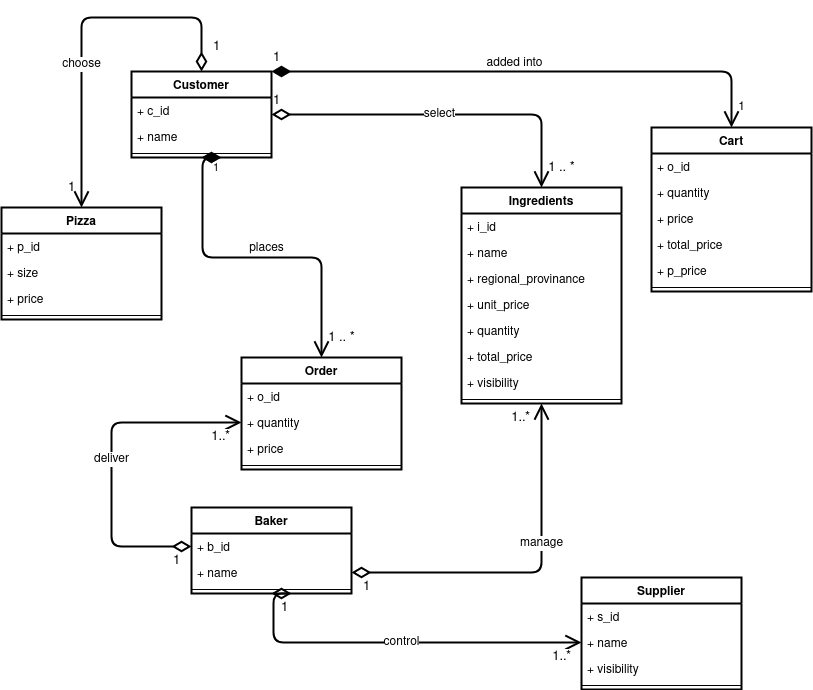 1
choose
1
added into
Customer
1
select
+ c_id
+ name
1
1
1 .. *
Cart
+ o_id
+ quantity
+ price
+ total_price
+ p_price
1
Pizza
+ p_id
+ size
+ price
Ingredients
+ i_id
+ name
+ regional_provinance
+ unit_price
+ quantity
+ total_price
+ visibility
places
1 .. *
Order
+ o_id
+ quantity
+ price
1..*
1..*
deliver
Baker
+ b_id
+ name
1
manage
1
1
Supplier
+ s_id
+ name
+ visibility
control
1..*